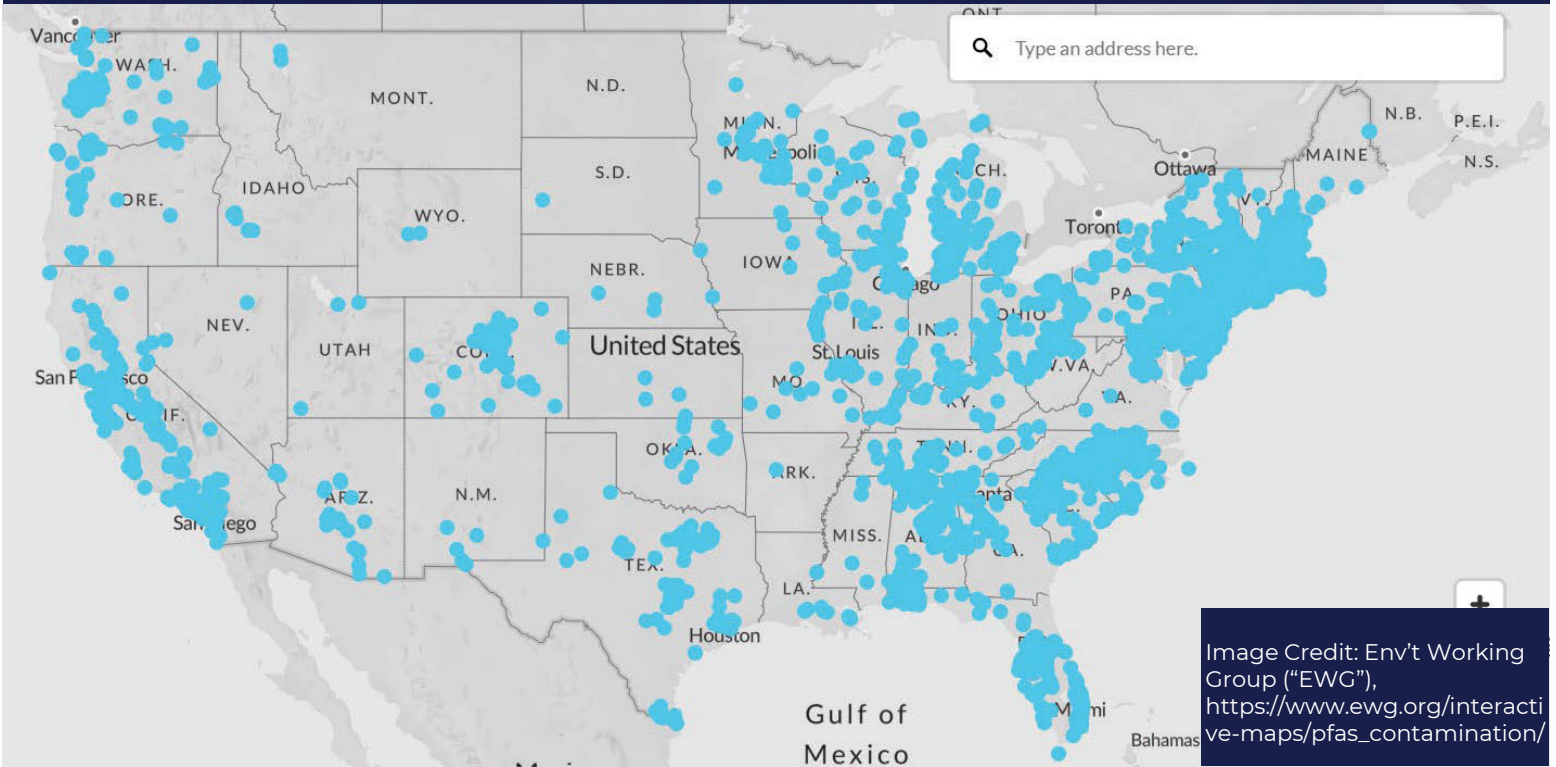 ONT.
Type an address here.
Vancouver
WASH.
MONT.
N.D.
MINN.
N.B.
P.E.I.
MAINE
N.S.
Ottawa
S.D.
WIS.
MICH.
ORE.
IDAHO
WYO.
VT.
Toronto
IOWA
NEBR.
Chicago
PA.
OHIO
NEV.
UTAH
COLO.
United States
ILL.
IND.
St. Louis
W.VA.
San Francisco
MO.
KY.
VA.
CALIF.
OKLA.
TENN.
ARK.
ARIZ.
N.M.
San Diego
MISS.
GA.
TEX.
LA.
Houston
Miami
Gulf of
Mexico
Bahamas
+
Image Credit: Env’t Working
Group (“EWG”),
https://www.ewg.org/interacti
ve-maps/pfas_contamination/